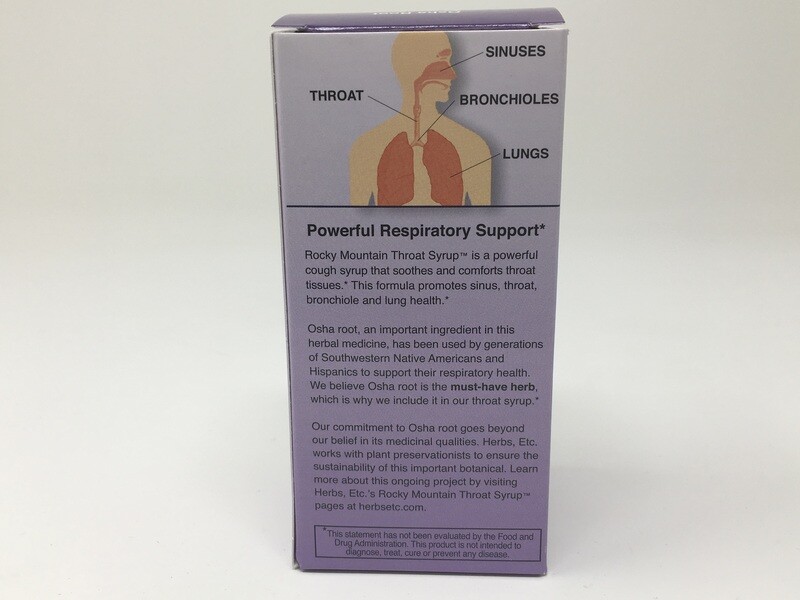 SINUSES
THROAT
BRONCHIOLES
LUNGS
Powerful Respiratory Support*
Rocky Mountain Throat Syrup™ is a powerful
cough syrup that soothes and comforts throat
tissues.* This formula promotes sinus, throat,
bronchiole and lung health.*
Osha root, an important ingredient in this
herbal medicine, has been used by generations
of Southwestern Native Americans and
Hispanics to support their respiratory health.
We believe Osha root is the must-have herb,
which is why we include it in our throat syrup.*
Our commitment to Osha root goes beyond
our belief in its medicinal qualities. Herbs, Etc.
works with plant preservationists to ensure the
sustainability of this important botanical. Learn
more about this ongoing project by visiting
Herbs, Etc.'s Rocky Mountain Throat Syrup™
pages at herbsetc.com.
*This statement has not been evaluated by the Food and
Drug Administration. This product is not intended to
diagnose, treat, cure or prevent any disease.